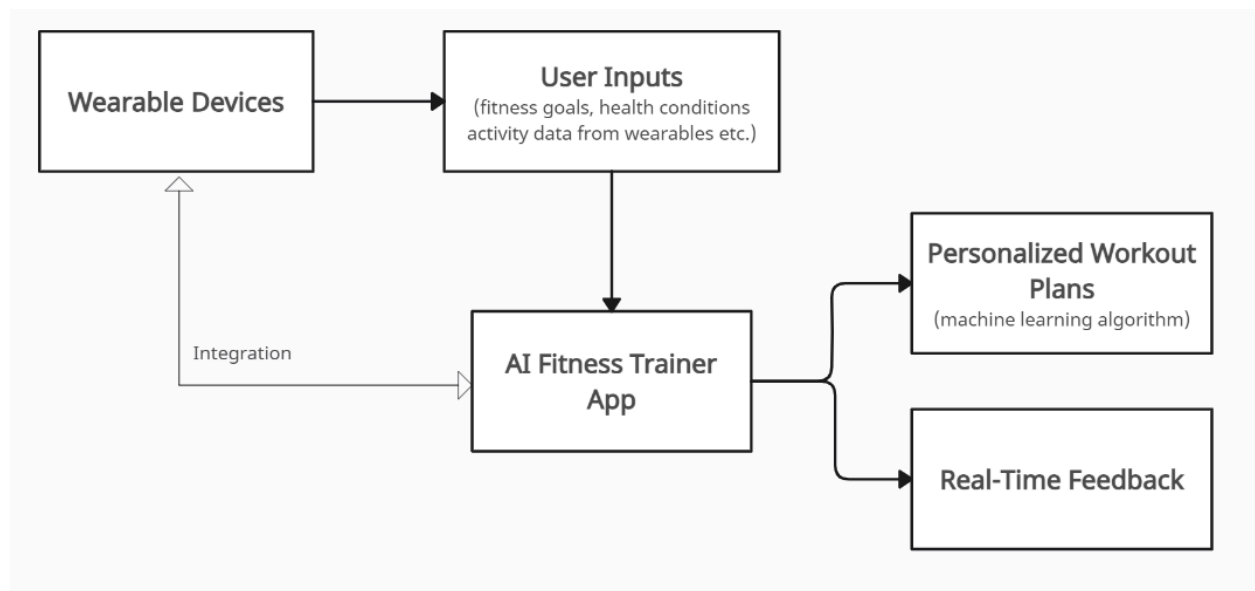 Wearable Devices
User Inputs
(fitness goals, health conditions
activity data from wearables etc.)
Personalized Workout
Plans
(machine learning algorithm)
Integration
AI Fitness Trainer
App
Real-Time Feedback